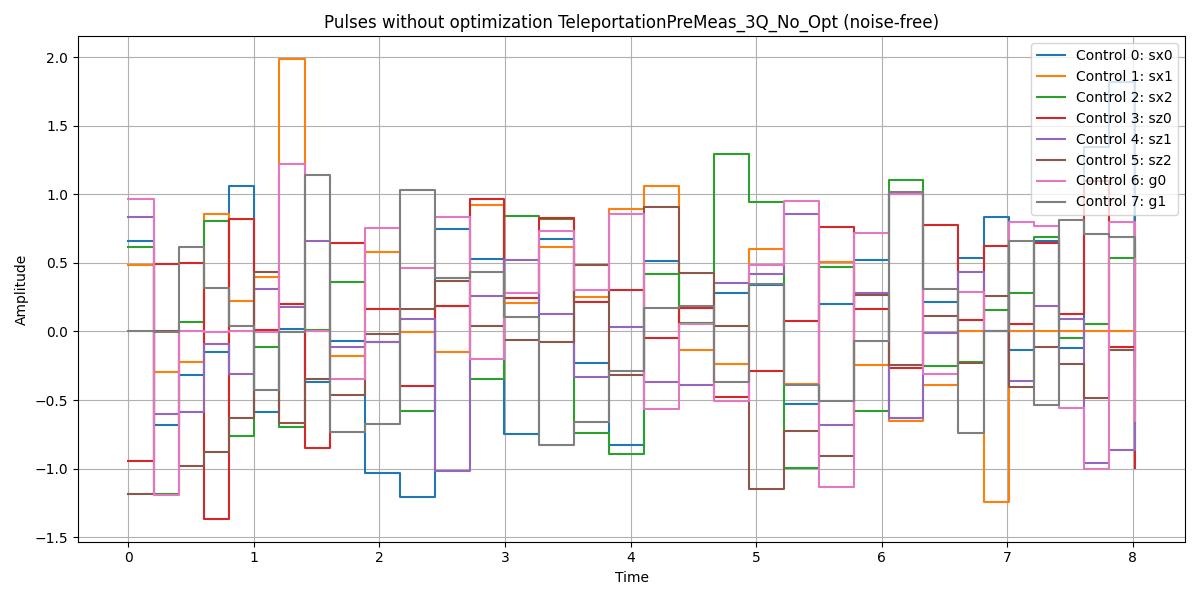 Pulses without optimization TeleportationPreMeas_3Q_No_Opt (noise-free)
Amplitude
2.0
1.5
1.0
0.5
0.0
−0.5
−1.0
−1.5
0 1 2 3 4 5 6 7 8
Time
Control 0: sx0
Control 1: sx1
Control 2: sx2
Control 3: sz0
Control 4: sz1
Control 5: sz2
Control 6: g0
Control 7: g1